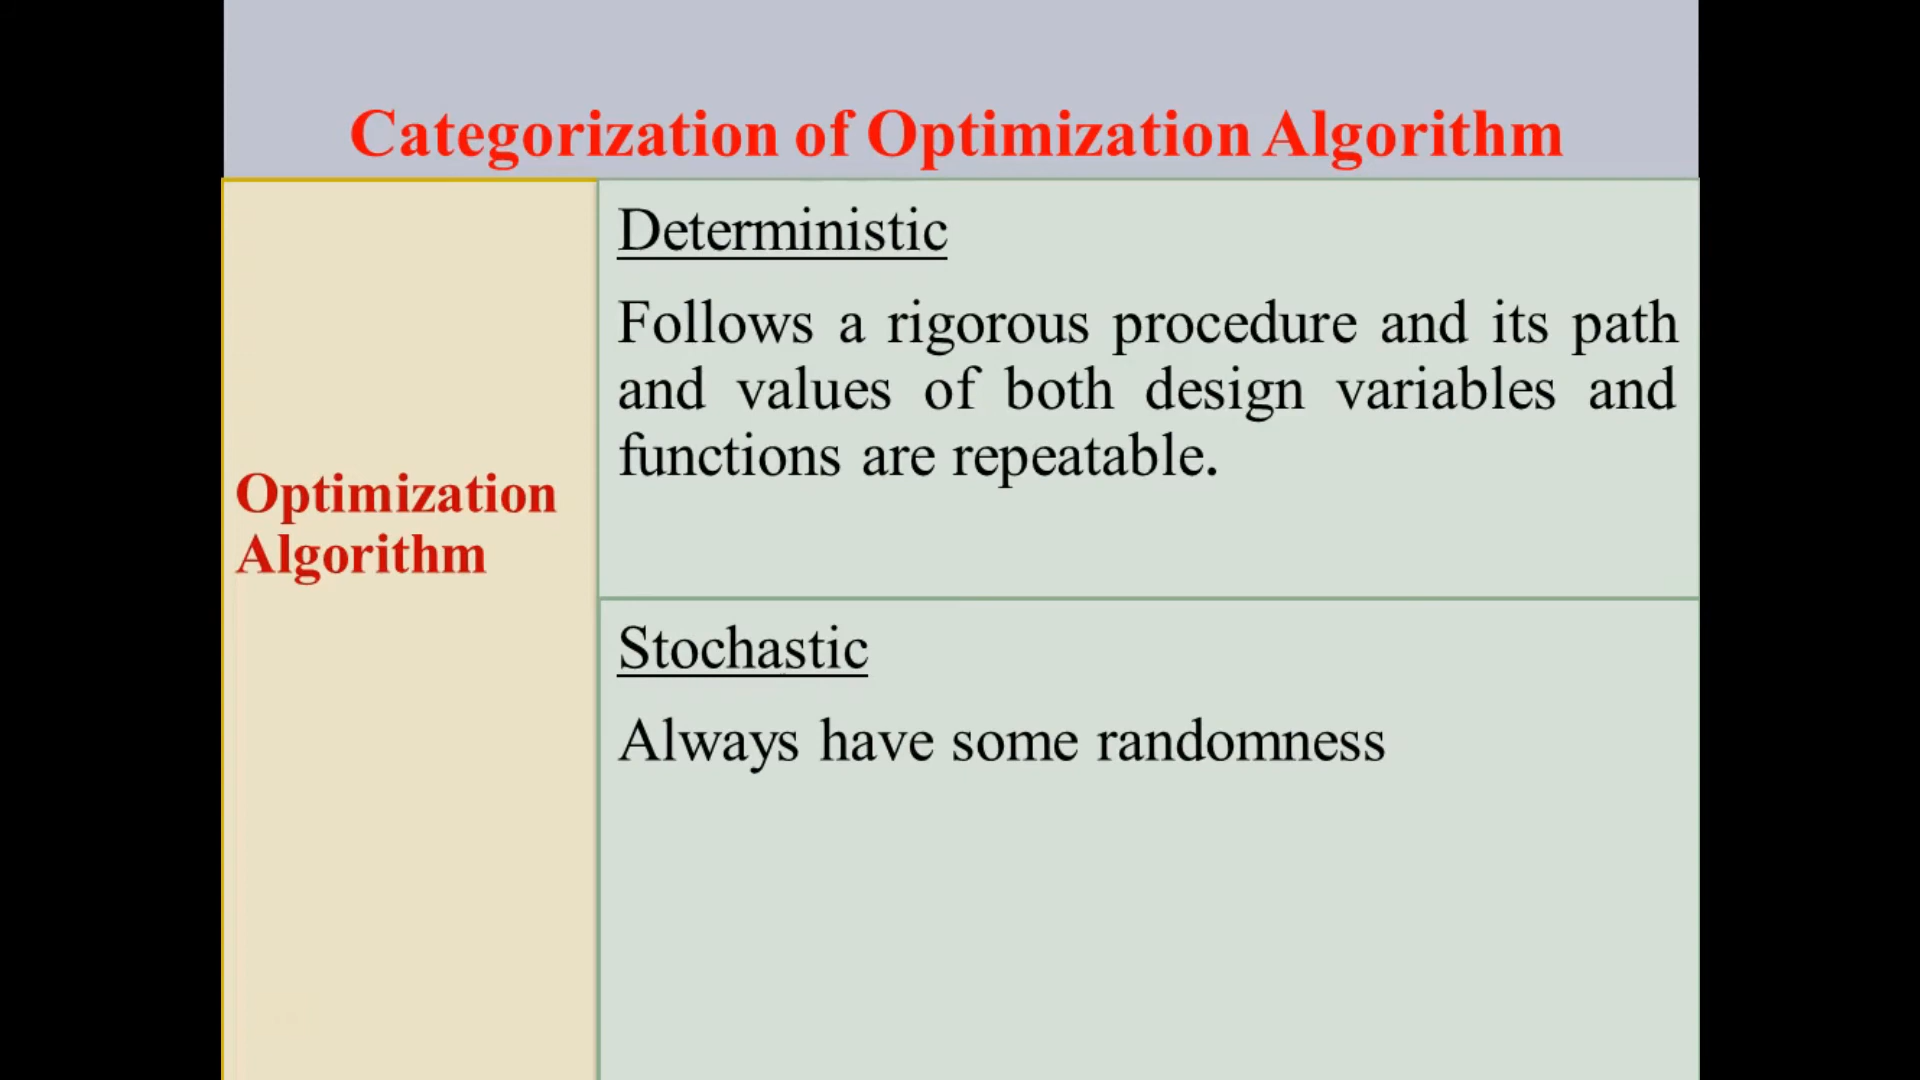 Categorization of Optimization Algorithm
Optimization
Algorithm
Deterministic
Follows a rigorous procedure and its path
and values of both design variables and
functions are repeatable.
Stochastic
Always have some randomness